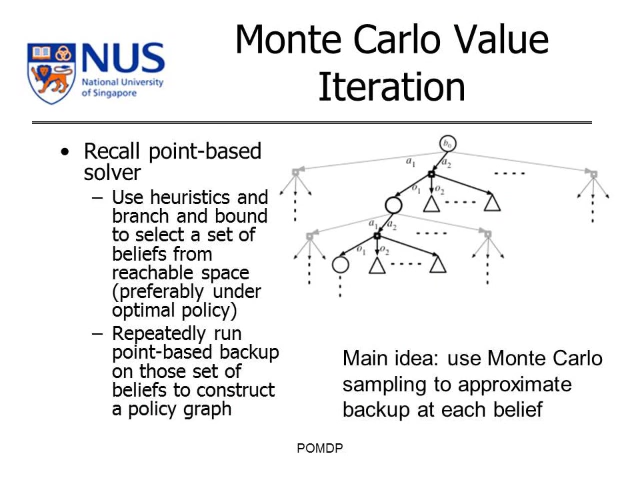 NUS
National University
of Singapore
Monte Carlo Value
Iteration
• Recall point-based
solver
– Use heuristics and
branch and bound
to select a set of
beliefs from
reachable space
(preferably under
optimal policy)
– Repeatedly run
point-based backup
on those set of
beliefs to construct
a policy graph
b₀
a₁ a₂
o₁ o₂
a₁ a₂
o₁ o₂
Main idea: use Monte Carlo
sampling to approximate
backup at each belief
POMDP